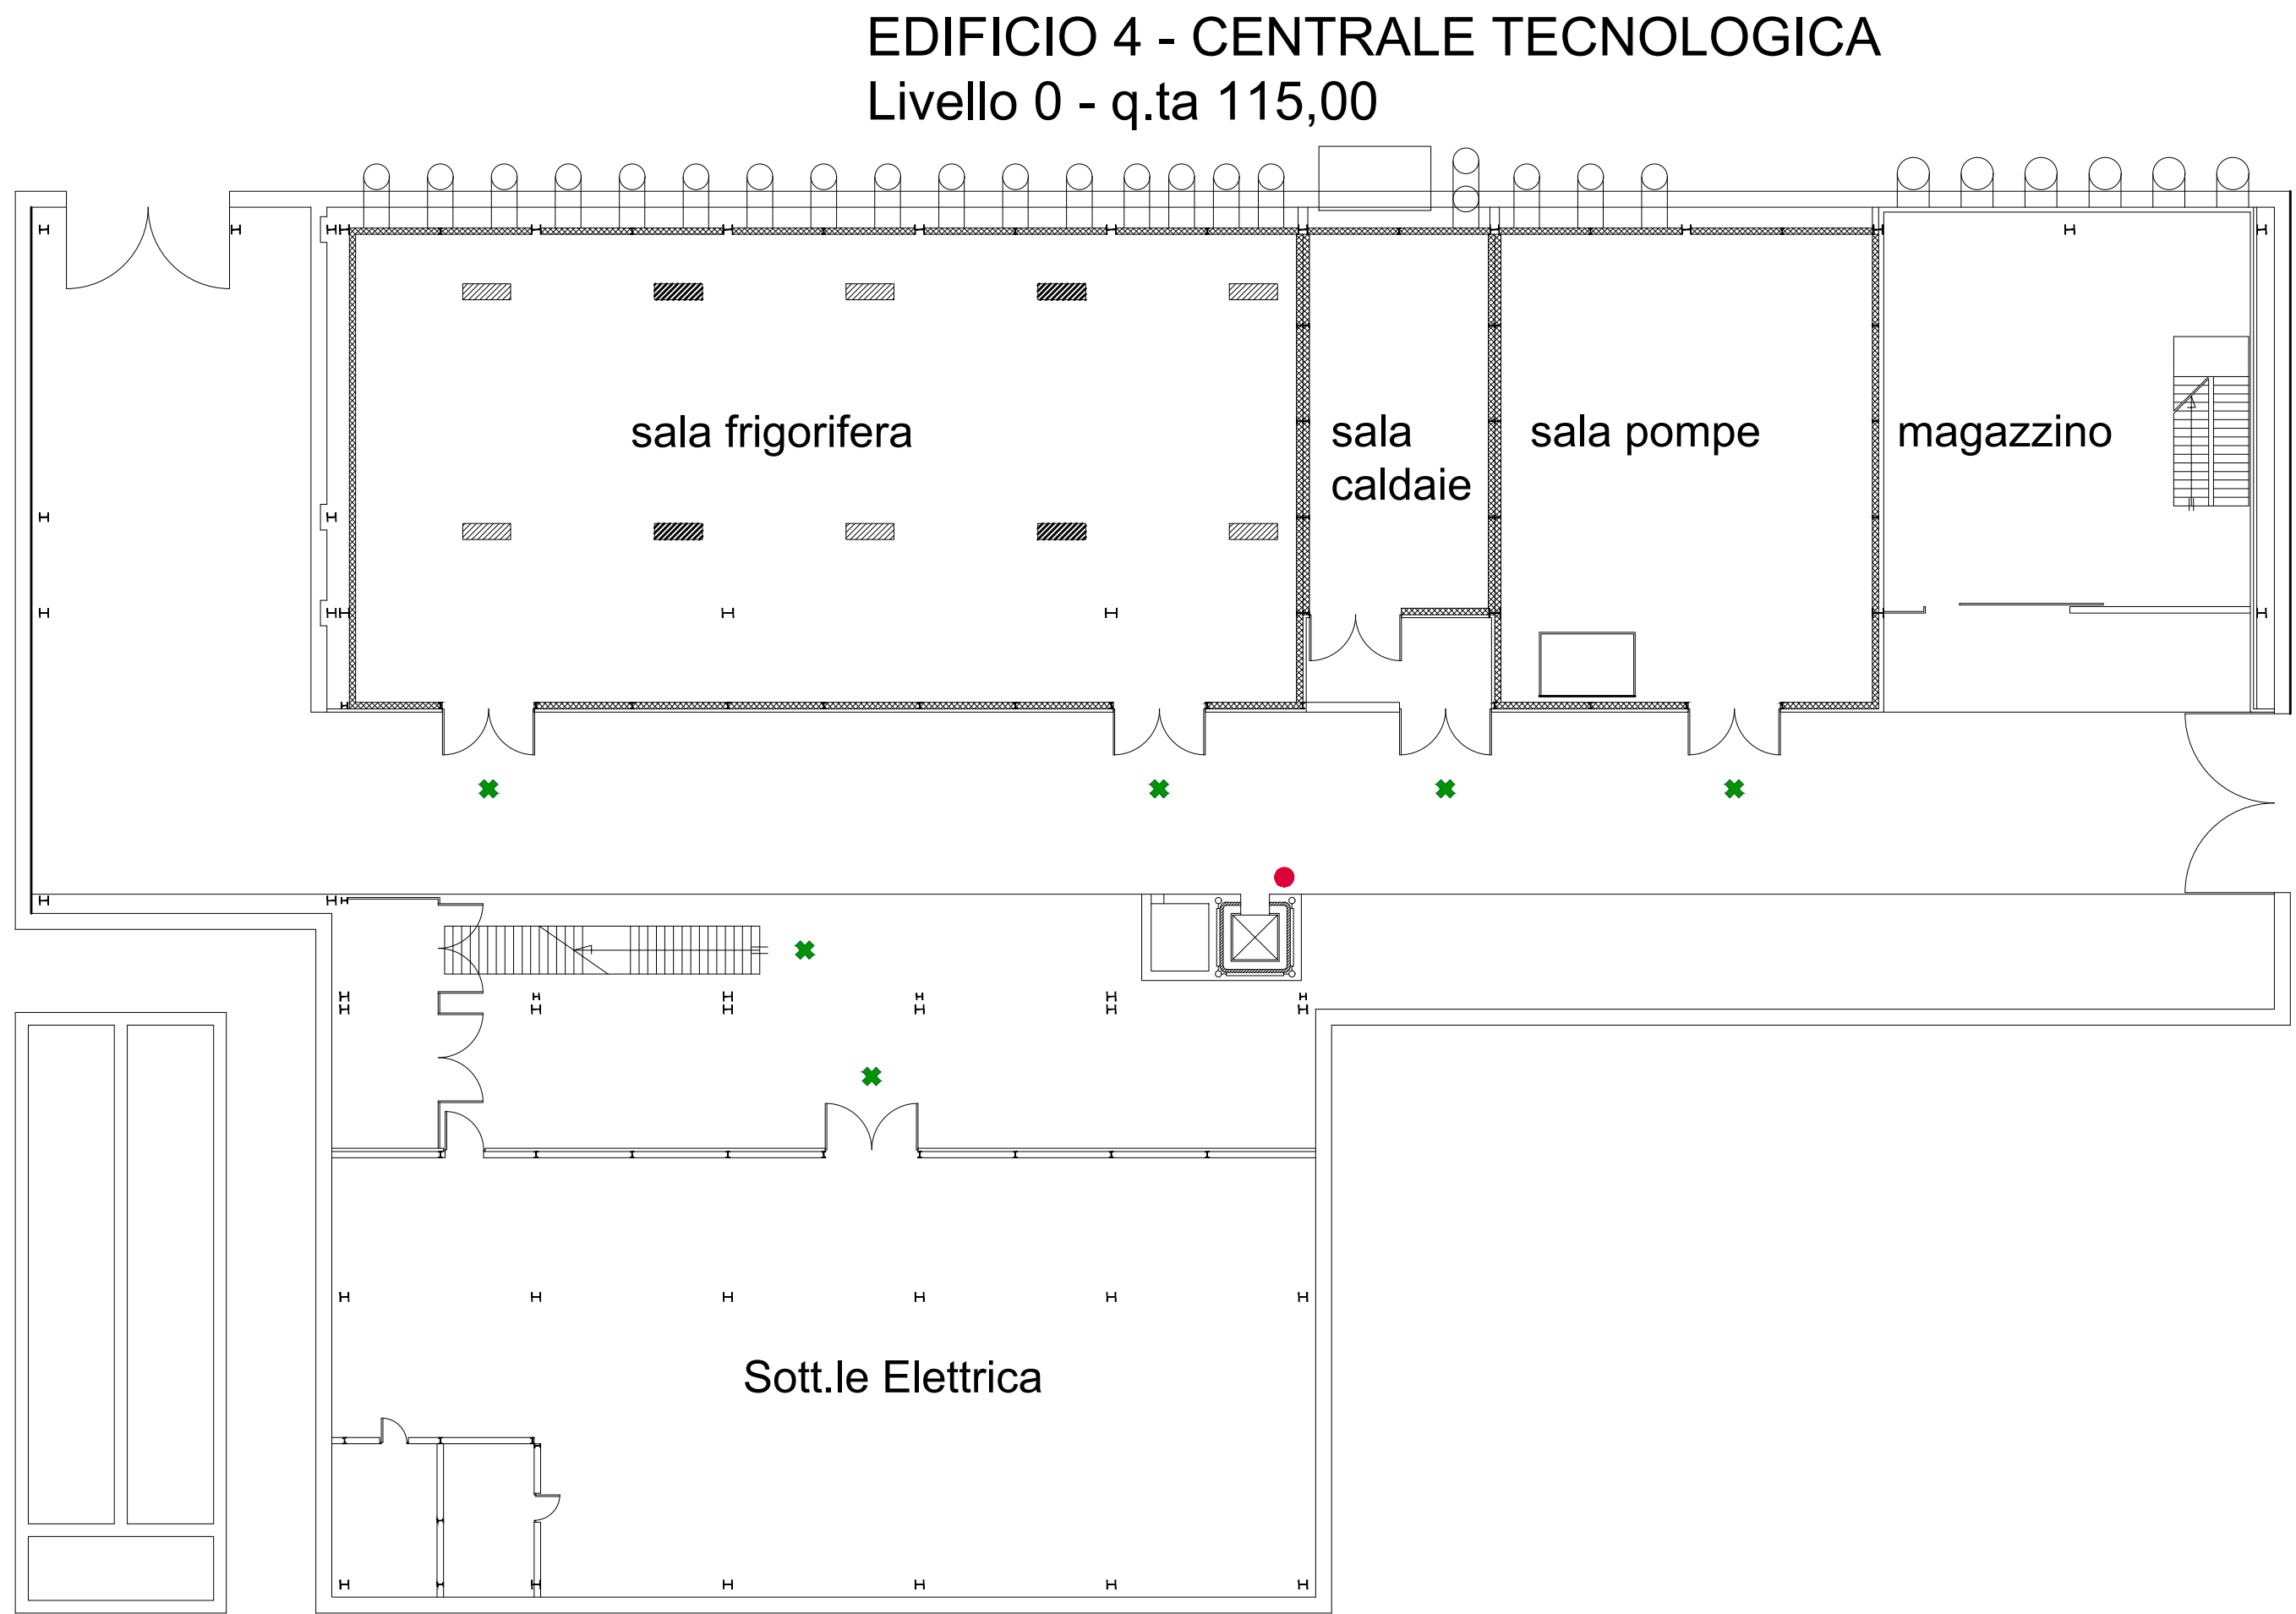 EDIFICIO 4 - CENTRALE TECNOLOGICA
Livello 0 - q.ta 115,00
sala frigorifera
sala
caldaie
sala pompe
magazzino
Sott.le Elettrica